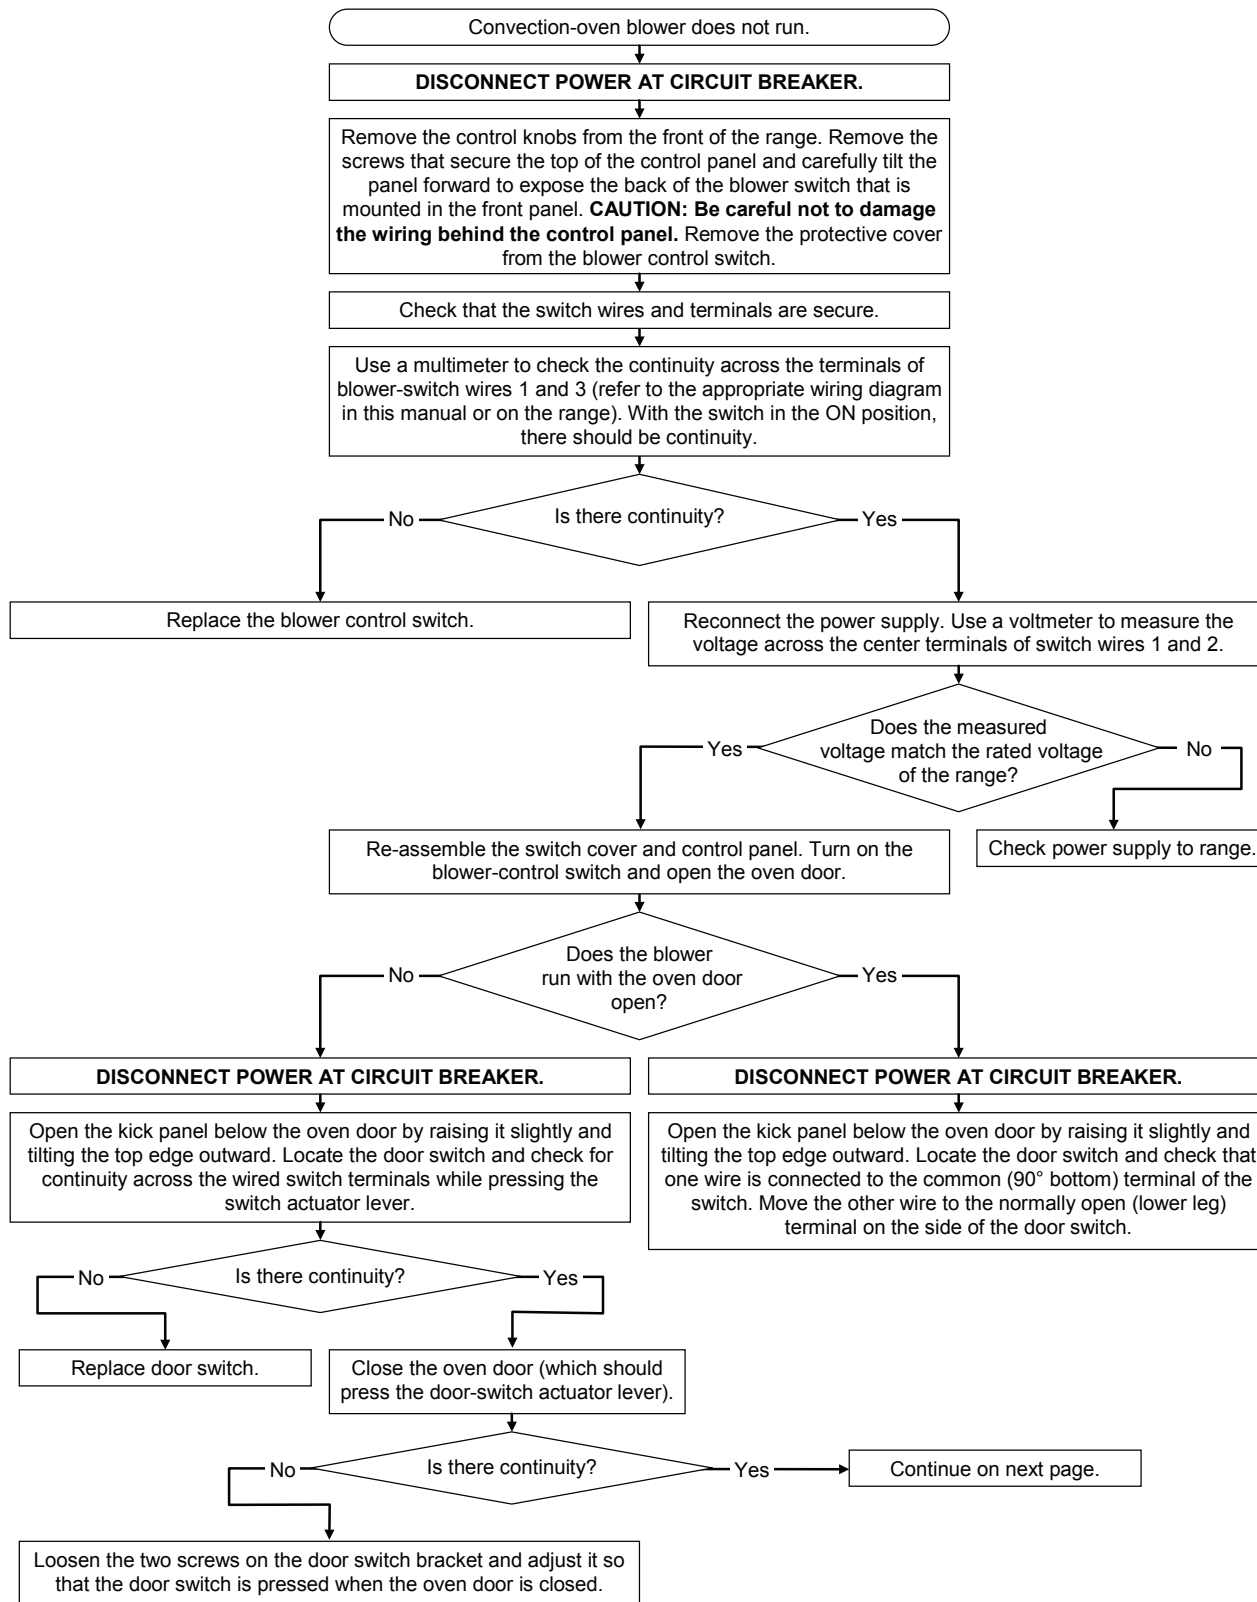 Convection-oven blower does not run.
DISCONNECT POWER AT CIRCUIT BREAKER.
Remove the control knobs from the front of the range. Remove the
screws that secure the top of the control panel and carefully tilt the
panel forward to expose the back of the blower switch that is
mounted in the front panel. CAUTION: Be careful not to damage
the wiring behind the control panel. Remove the protective cover
from the blower control switch.
Check that the switch wires and terminals are secure.
Use a multimeter to check the continuity across the terminals of
blower-switch wires 1 and 3 (refer to the appropriate wiring diagram
in this manual or on the range). With the switch in the ON position,
there should be continuity.
Is there continuity?
No
Yes
Replace the blower control switch.
Reconnect the power supply. Use a voltmeter to measure the
voltage across the center terminals of switch wires 1 and 2.
Does the measured
voltage match the rated voltage
of the range?
Yes
No
Re-assemble the switch cover and control panel. Turn on the
blower-control switch and open the oven door.
Check power supply to range.
Does the blower
run with the oven door
open?
No
Yes
DISCONNECT POWER AT CIRCUIT BREAKER.
Open the kick panel below the oven door by raising it slightly and
tilting the top edge outward. Locate the door switch and check for
continuity across the wired switch terminals while pressing the
switch actuator lever.
DISCONNECT POWER AT CIRCUIT BREAKER.
Open the kick panel below the oven door by raising it slightly and
tilting the top edge outward. Locate the door switch and check that
one wire is connected to the common (90° bottom) terminal of the
switch. Move the other wire to the normally open (lower leg)
terminal on the side of the door switch.
Is there continuity?
No
Yes
Replace door switch.
Close the oven door (which should
press the door-switch actuator lever).
Is there continuity?
No
Yes
Continue on next page.
Loosen the two screws on the door switch bracket and adjust it so
that the door switch is pressed when the oven door is closed.